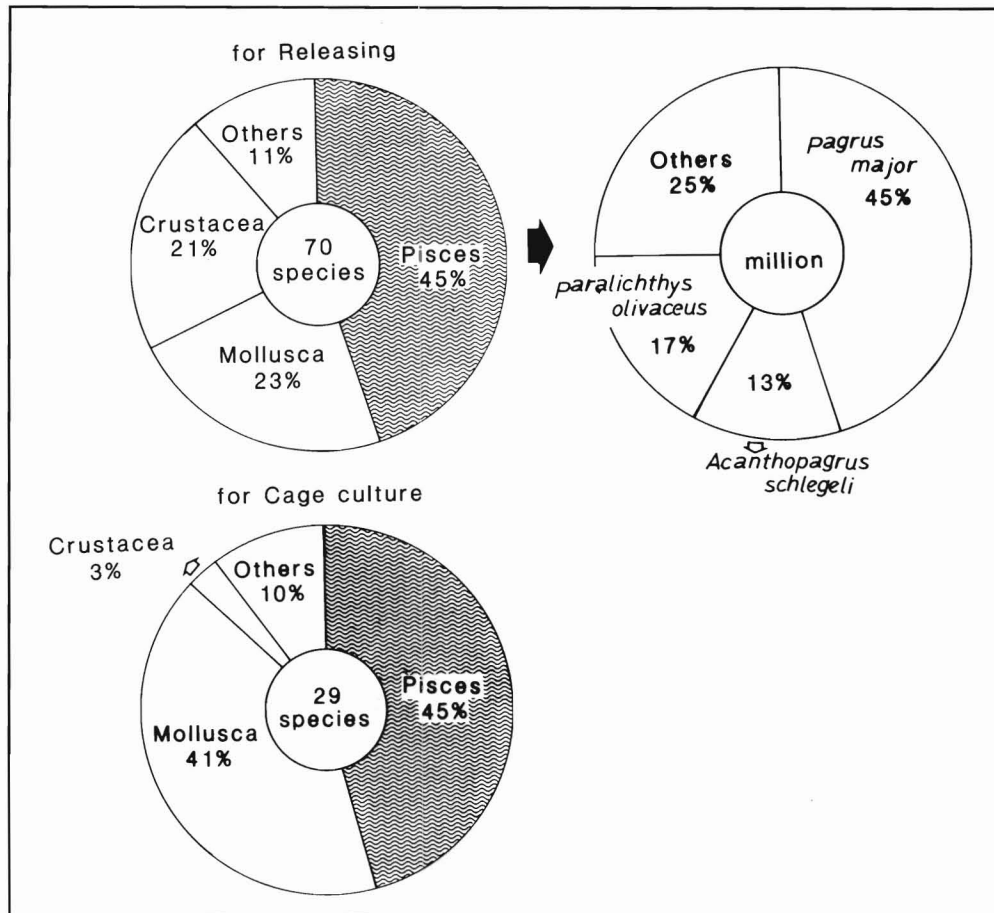 for Releasing
Others
11%
Crustacea
21%
70
species
Pisces
45%
Mollusca
23%
Others
25%
pagrus
major
45%
million
paralichthys
olivaceus
17%
13%
Acanthopagrus
schlegeli
for Cage culture
Crustacea
3%
Others
10%
29
species
Pisces
45%
Mollusca
41%